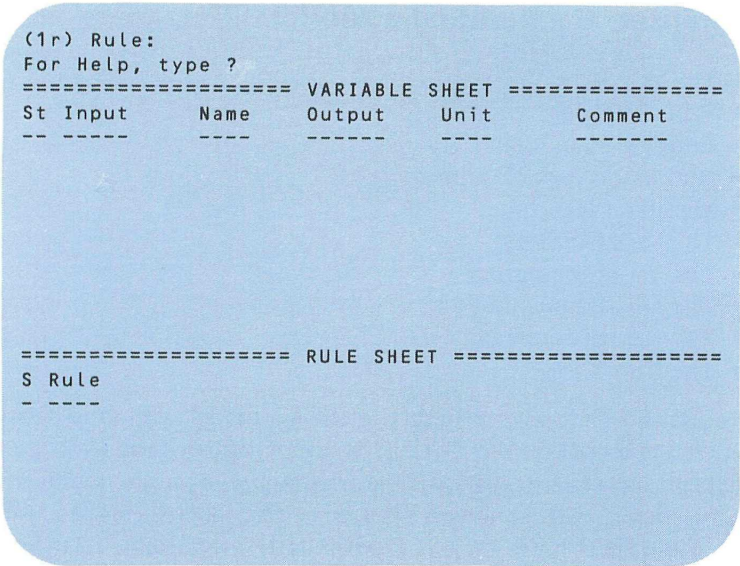 (1r) Rule:
For Help, type ?
==================== VARIABLE SHEET ================
St Input Name Output Unit Comment
-- ----- ---- ------ ---- -------
==================== RULE SHEET ====================
S Rule
- ----